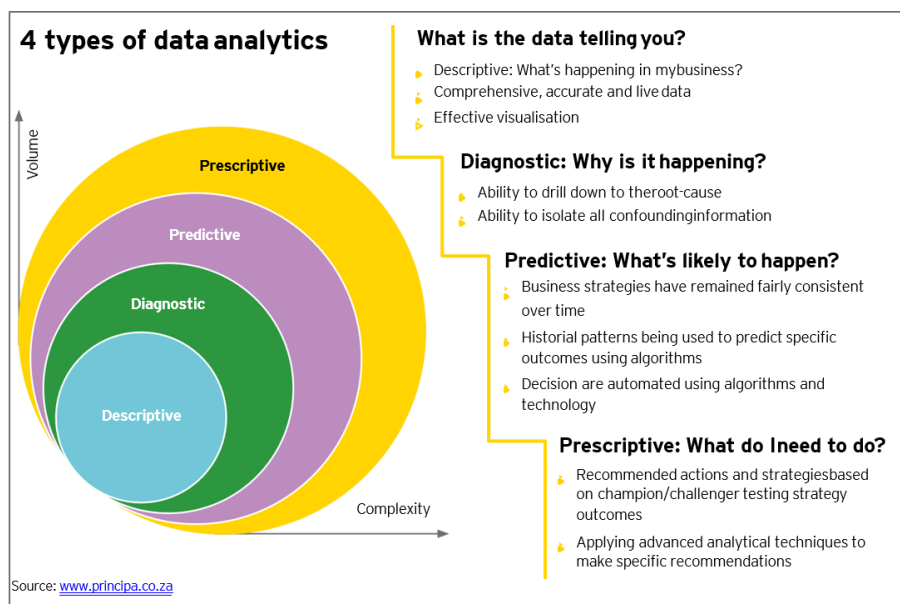 4 types of data analytics
Volume
Prescriptive
Predictive
Diagnostic
Descriptive
Complexity
Source: www.principa.co.za
What is the data telling you?
Descriptive: What's happening in mybusiness?
Comprehensive, accurate and live data
Effective visualisation
Diagnostic: Why is it happening?
Ability to drill down to theroot-cause
Ability to isolate all confoundinginformation
Predictive: What's likely to happen?
Business strategies have remained fairly consistent
over time
Historial patterns being used to predict specific
outcomes using algorithms
Decision are automated using algorithms and
technology
Prescriptive: What do Ineed to do?
Recommended actions and strategiesbased
on champion/challenger testing strategy
outcomes
Applying advanced analytical techniques to
make specific recommendations